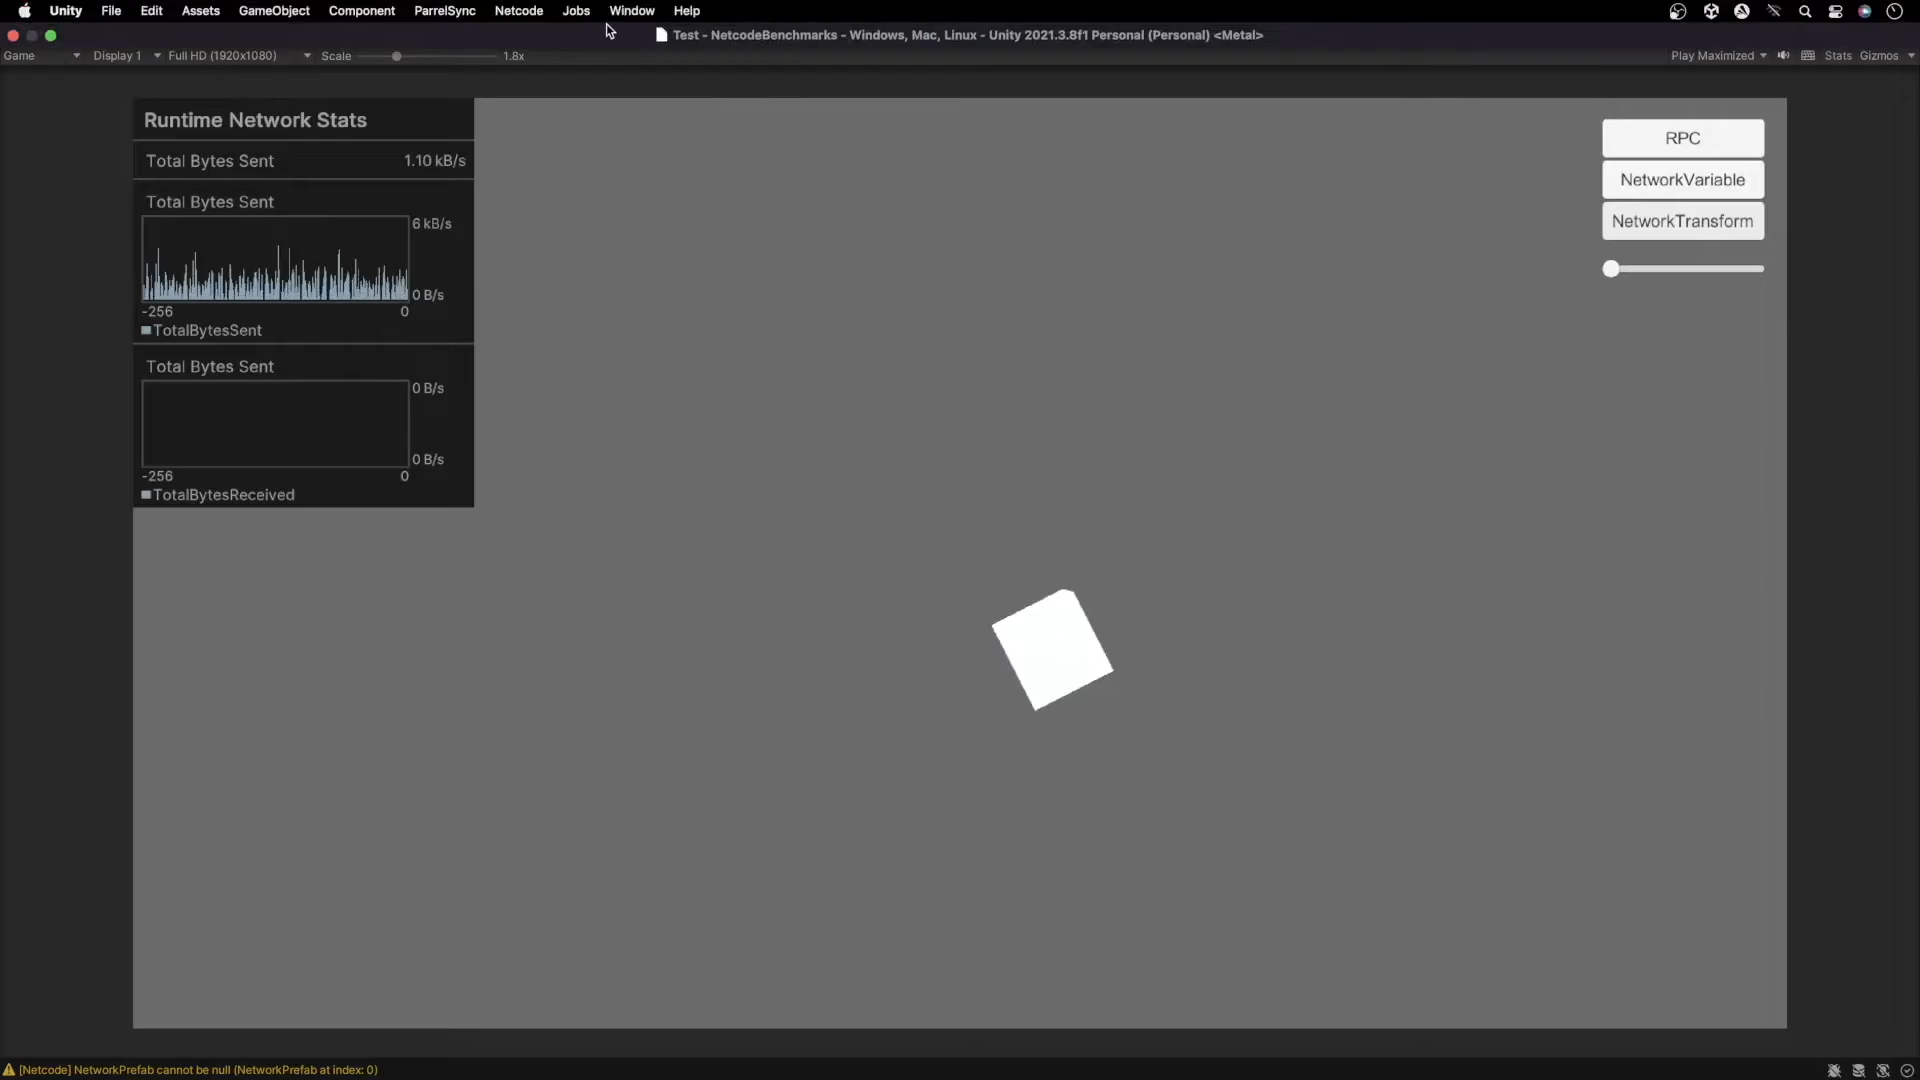 Unity File Edit Assets GameObject Component ParrelSync Netcode Jobs Window Help
Test - NetcodeBenchmarks - Windows, Mac, Linux - Unity 2021.3.8f1 Personal (Personal) <Metal>
Game Display 1 Full HD (1920x1080) Scale 1.8x Play Maximized Stats Gizmos
Runtime Network Stats
Total Bytes Sent 1.10 kB/s
Total Bytes Sent
6 kB/s
0 B/s
-256 0
TotalBytesSent
Total Bytes Sent
0 B/s
0 B/s
-256 0
TotalBytesReceived
RPC
NetworkVariable
NetworkTransform
[Netcode] NetworkPrefab cannot be null (NetworkPrefab at index: 0)